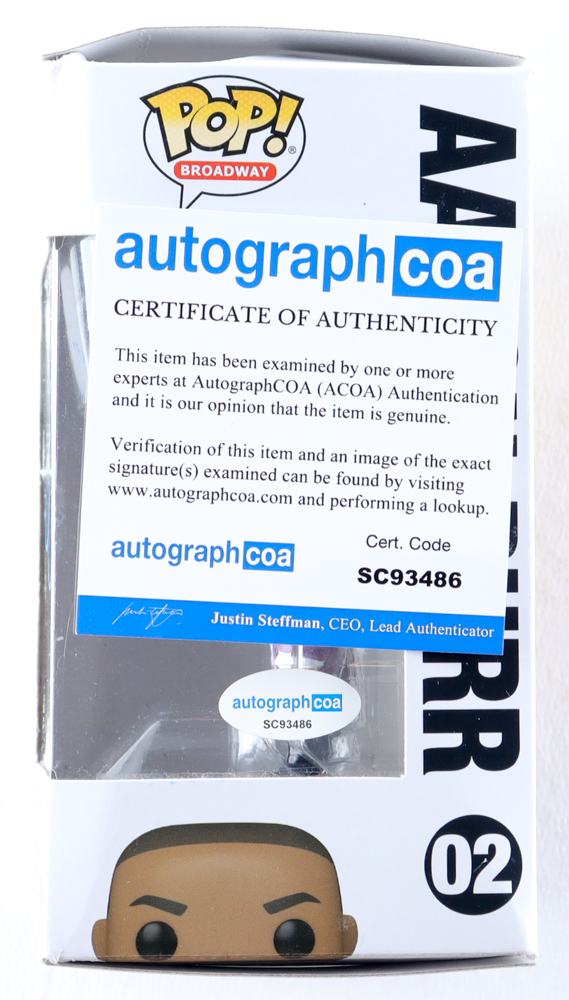 POP!
®
BROADWAY
autographcoa
CERTIFICATE OF AUTHENTICITY
This item has been examined by one or more
experts at AutographCOA (ACOA) Authentication
and it is our opinion that the item is genuine.
Verification of this item and an image of the exact
signature(s) examined can be found by visiting
www.autographcoa.com and performing a lookup.
autographcoa
Cert. Code
SC93486
Justin Steffman, CEO, Lead Authenticator
autographcoa
SC93486
02